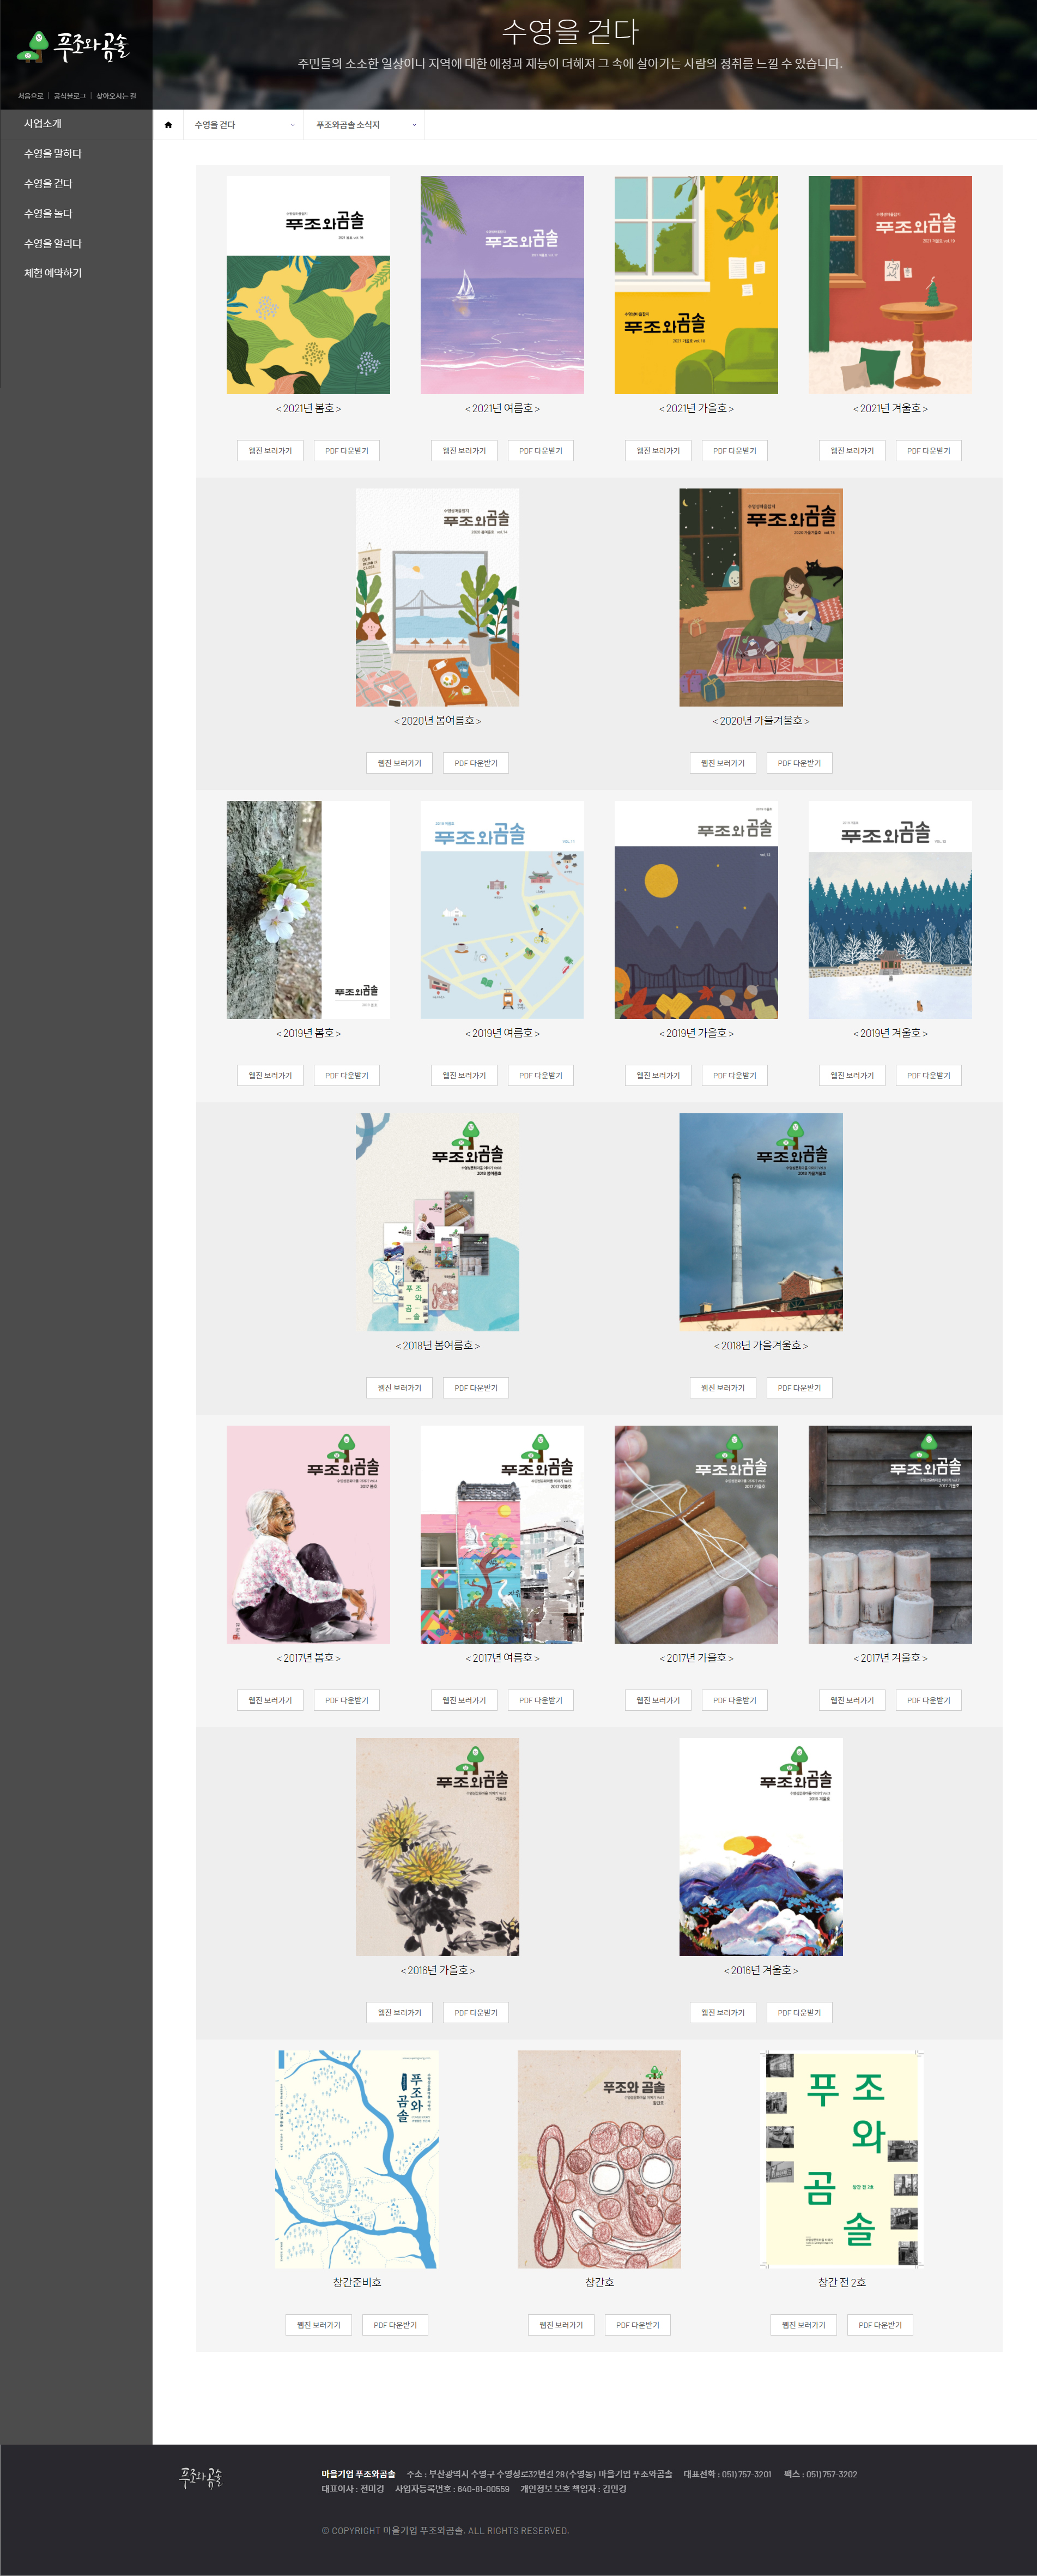 푸조와곰솔
처음으로 | 공식블로그 | 찾아오시는 길
사업소개
수영을 말하다
수영을 걷다
수영을 놀다
수영을 알리다
체험 예약하기
수영을 걷다
주민들의 소소한 일상이나 지역에 대한 애정과 재능이 더해져 그 속에 살아가는 사람의 정취를 느낄 수 있습니다.
수영을 걷다
푸조와곰솔 소식지
푸조와곰솔
푸조와곰솔
푸조와곰솔
푸조와곰솔
< 2021년 봄호 >
< 2021년 여름호 >
< 2021년 가을호 >
< 2021년 겨울호 >
웹진 보러가기 PDF 다운받기
웹진 보러가기 PDF 다운받기
웹진 보러가기 PDF 다운받기
웹진 보러가기 PDF 다운받기
푸조와곰솔
푸조와곰솔
< 2020년 봄여름호 >
< 2020년 가을겨울호 >
웹진 보러가기 PDF 다운받기
웹진 보러가기 PDF 다운받기
푸조와곰솔
푸조와곰솔
푸조와곰솔
푸조와곰솔
< 2019년 봄호 >
< 2019년 여름호 >
< 2019년 가을호 >
< 2019년 겨울호 >
웹진 보러가기 PDF 다운받기
웹진 보러가기 PDF 다운받기
웹진 보러가기 PDF 다운받기
웹진 보러가기 PDF 다운받기
푸조와곰솔
2018 봄여름호
푸조와곰솔
2018 가을겨울호
< 2018년 봄여름호 >
< 2018년 가을겨울호 >
웹진 보러가기 PDF 다운받기
웹진 보러가기 PDF 다운받기
푸조와곰솔
2017 봄호
푸조와곰솔
2017 여름호
푸조와곰솔
2017 가을호
푸조와곰솔
2017 겨울호
< 2017년 봄호 >
< 2017년 여름호 >
< 2017년 가을호 >
< 2017년 겨울호 >
웹진 보러가기 PDF 다운받기
웹진 보러가기 PDF 다운받기
웹진 보러가기 PDF 다운받기
웹진 보러가기 PDF 다운받기
푸조와곰솔
푸조와곰솔
< 2016년 가을호 >
< 2016년 겨울호 >
웹진 보러가기 PDF 다운받기
웹진 보러가기 PDF 다운받기
푸조와
곰솔
푸조와 곰솔
창간호
푸 조
와
곰
솔
창간 전 2호
창간준비호
창간호
창간 전 2호
웹진 보러가기 PDF 다운받기
웹진 보러가기 PDF 다운받기
웹진 보러가기 PDF 다운받기
푸조와곰솔
마을기업 푸조와곰솔 주소 : 부산광역시 수영구 수영성로32번길 28 (수영동) 마을기업 푸조와곰솔 대표전화 : 051) 757-3201 팩스 : 051) 757-3202
대표이사 : 전미경 사업자등록번호 : 640-81-00559 개인정보 보호 책임자 : 김민경
© COPYRIGHT 마을기업 푸조와곰솔. ALL RIGHTS RESERVED.